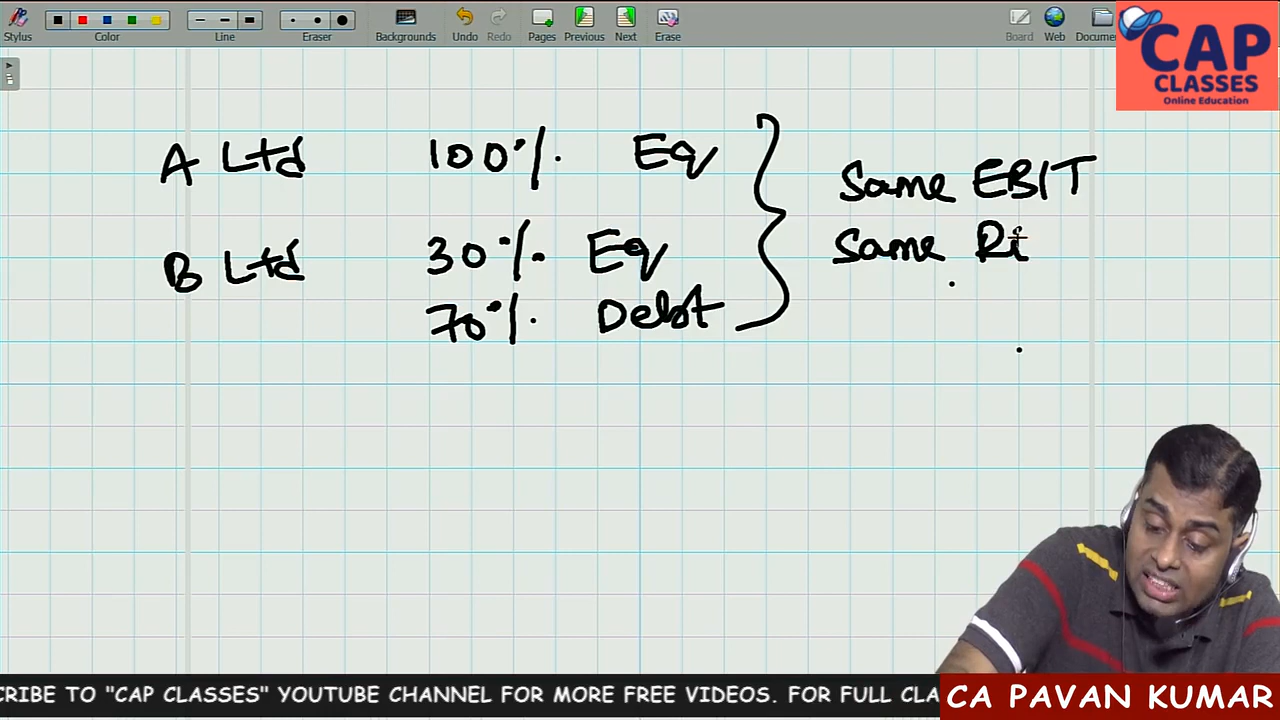 Stylus
Color
Line
Eraser
Backgrounds
Undo
Redo
Pages
Previous
Next
Erase
Board
Web
Documen
CAP
CLASSES
Online Education
A Ltd 100%. Eq
B Ltd 30%. Eq
70%. Debt
Same EBIT
Same Ri
CRIBE TO "CAP CLASSES" YOUTUBE CHANNEL FOR MORE FREE VIDEOS. FOR FULL CLA
CA PAVAN KUMAR